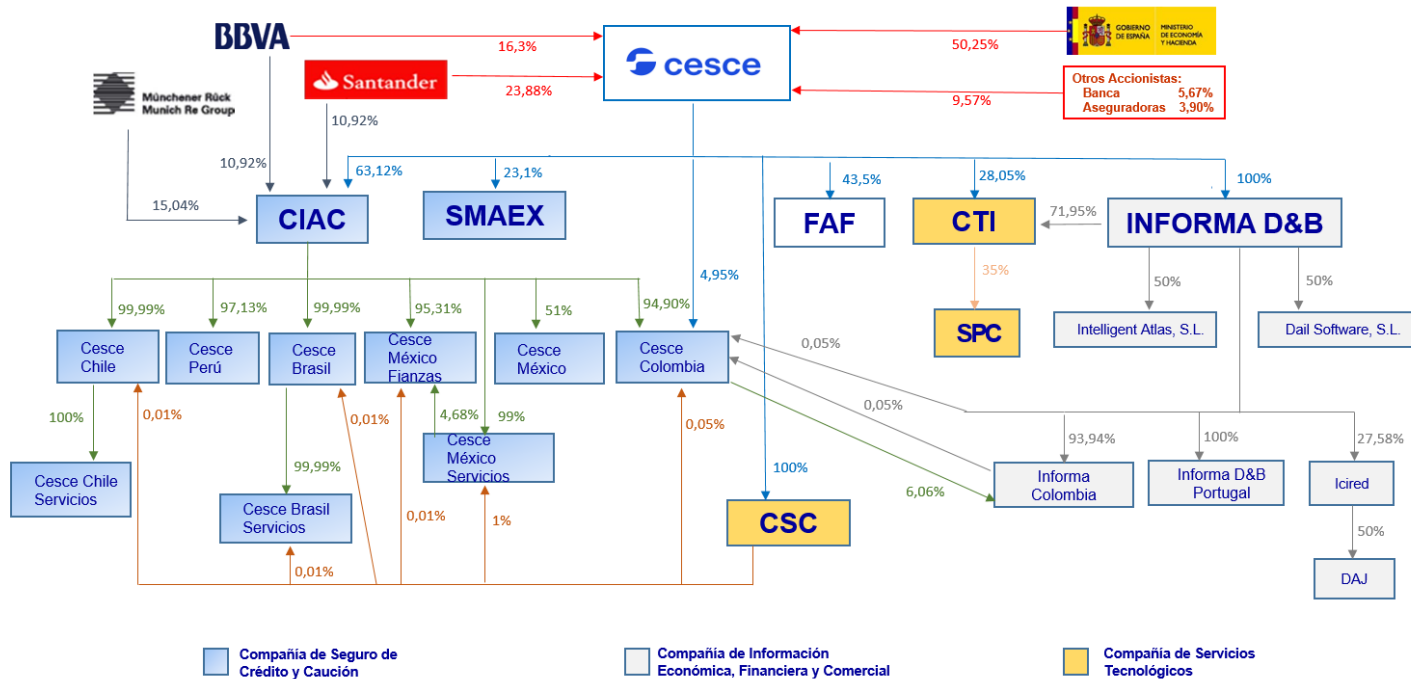 BBVA
16,3%
cesce
50,25%
GOBIERNO
DE ESPAÑA
MINISTERIO
DE ECONOMÍA
Y HACIENDA
Münchener Rück
Munich Re Group
Santander
23,88%
9,57%
Otros Accionistas:
Banca 5,67%
Aseguradoras 3,90%
10,92%
10,92%
63,12%
23,1%
43,5%
28,05%
100%
15,04%
CIAC
SMAEX
FAF
CTI
71,95%
INFORMA D&B
4,95%
35%
50%
50%
99,99%
97,13%
99,99%
95,31%
51%
94,90%
SPC
Intelligent Atlas, S.L.
Dail Software, S.L.
Cesce
Chile
Cesce
Perú
Cesce
Brasil
Cesce
México
Fianzas
Cesce
México
Cesce
Colombia
0,05%
0,05%
100%
0,01%
0,01%
4,68%
99%
0,05%
93,94%
100%
27,58%
Cesce
México
Servicios
99,99%
100%
6,06%
Cesce Chile
Servicios
Informa
Colombia
Informa D&B
Portugal
Icired
Cesce Brasil
Servicios
0,01%
1%
CSC
50%
0,01%
DAJ
Compañía de Seguro de
Crédito y Caución
Compañía de Información
Económica, Financiera y Comercial
Compañía de Servicios
Tecnológicos